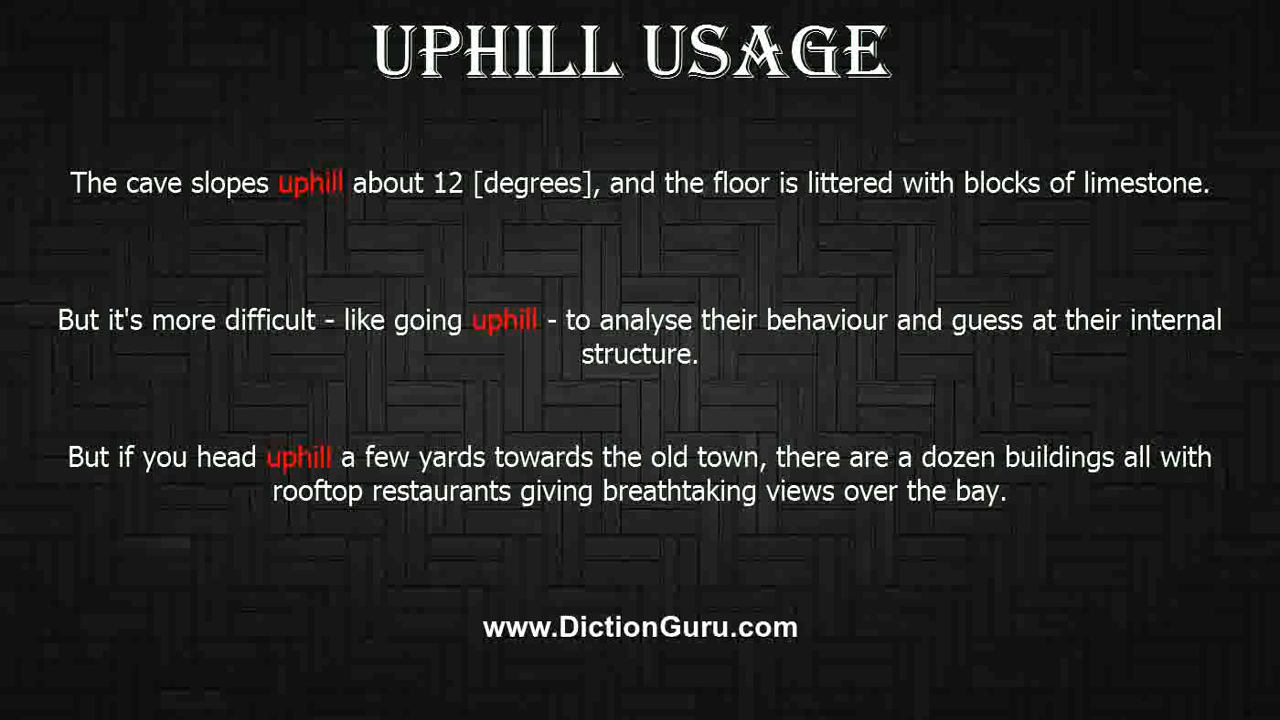 UPHILL USAGE
The cave slopes uphill about 12 [degrees], and the floor is littered with blocks of limestone.
But it's more difficult - like going uphill - to analyse their behaviour and guess at their internal
structure.
But if you head uphill a few yards towards the old town, there are a dozen buildings all with
rooftop restaurants giving breathtaking views over the bay.
www.DictionGuru.com